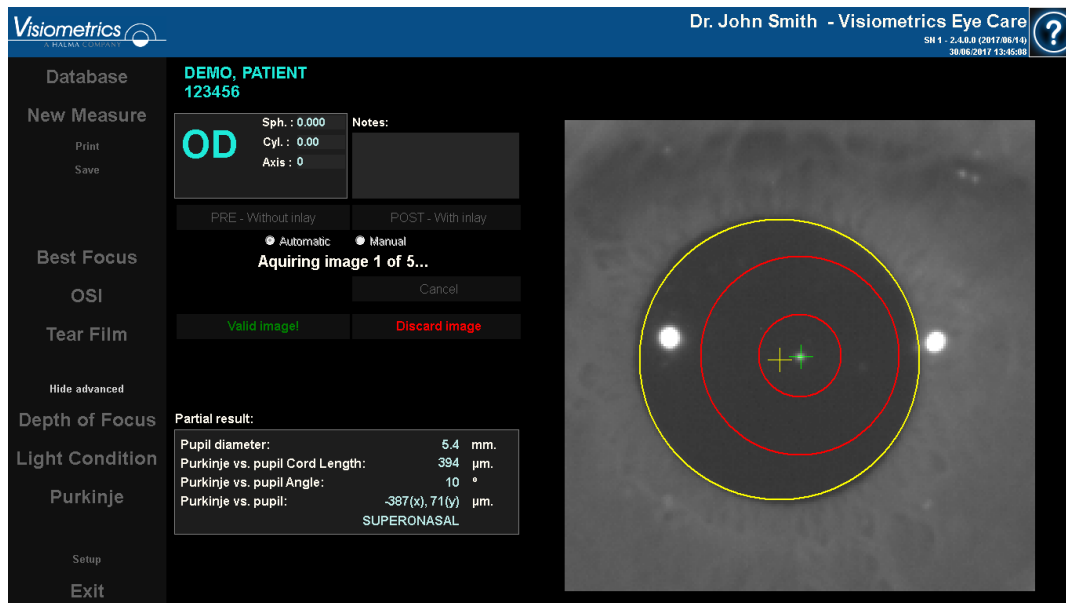 Visiometrics
A HALMA COMPANY
Dr. John Smith - Visiometrics Eye Care
SN 1 - 2.4.0.0 (2017/06/14)
30/06/2017 13:45:08
?
Database
New Measure
Print
Save
Best Focus
OSI
Tear Film
Hide advanced
Depth of Focus
Light Condition
Purkinje
Setup
Exit
DEMO, PATIENT
123456
OD
Sph. : 0.000
Cyl. : 0.00
Axis : 0
Notes:
PRE - Without inlay
POST - With inlay
Automatic
Manual
Aquiring image 1 of 5...
Cancel
Valid image!
Discard image
Partial result:
Pupil diameter: 5.4 mm.
Purkinje vs. pupil Cord Length: 394 µm.
Purkinje vs. pupil Angle: 10 °
Purkinje vs. pupil: -387(x), 71(y) µm.
SUPERONASAL